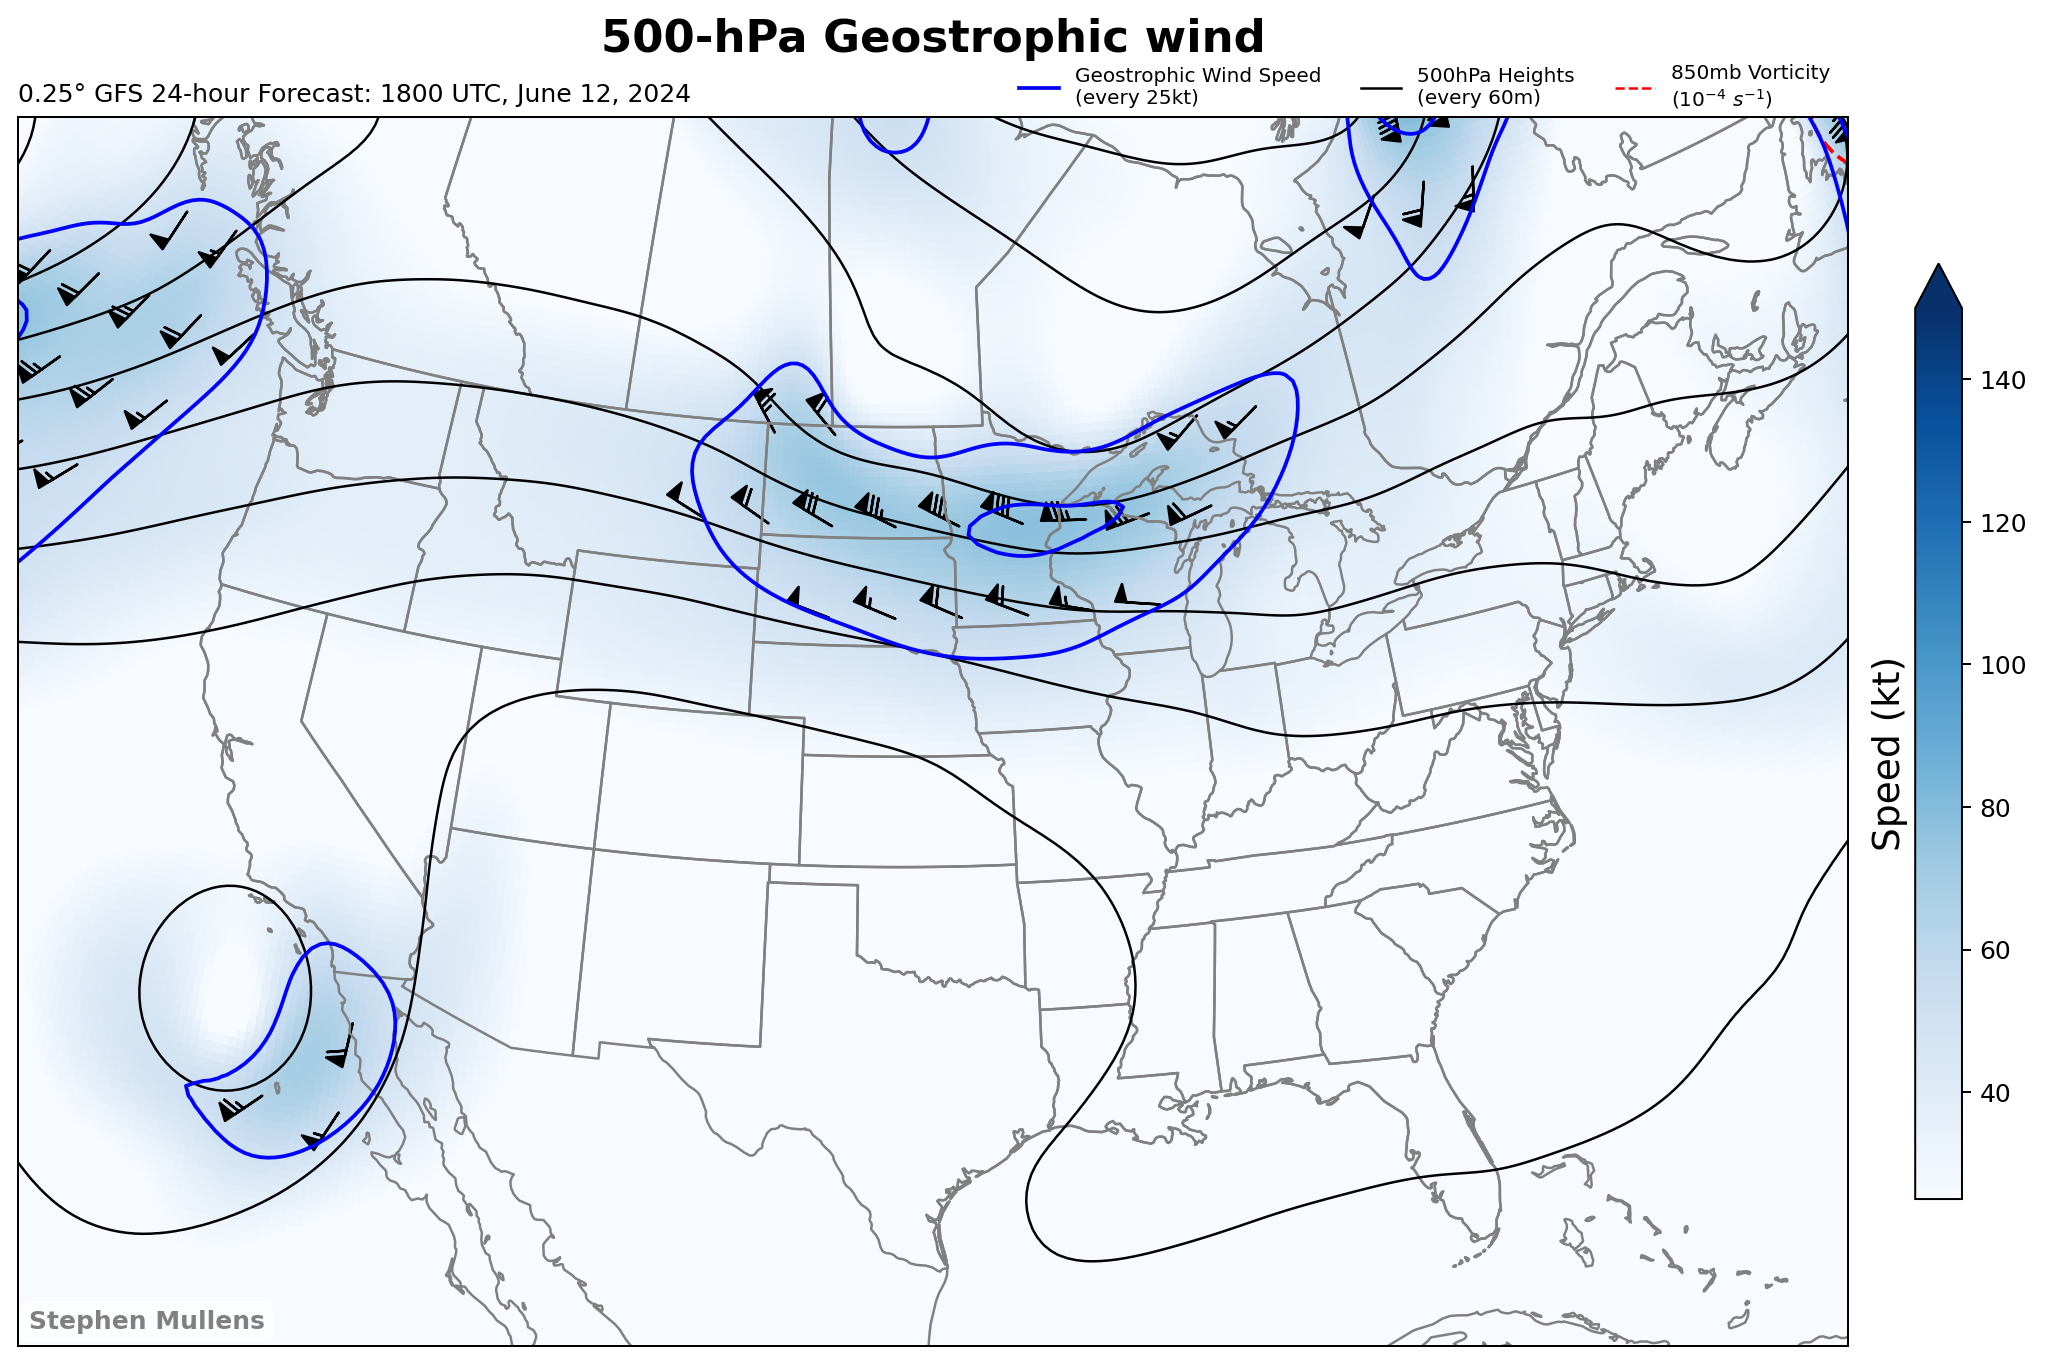 500-hPa Geostrophic wind
0.25° GFS 24-hour Forecast: 1800 UTC, June 12, 2024
Geostrophic Wind Speed
(every 25kt)
500hPa Heights
(every 60m)
850mb Vorticity
(10⁻⁴ s⁻¹)
140
120
100
80
60
40
Speed (kt)
Stephen Mullens